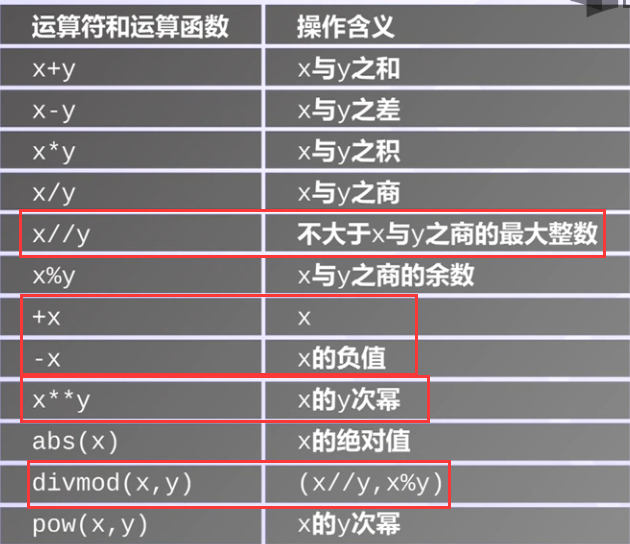 运算符和运算函数 操作含义
x+y x与y之和
x-y x与y之差
x*y x与y之积
x/y x与y之商
x//y 不大于x与y之商的最大整数
x%y x与y之商的余数
+x x
-x x的负值
x**y x的y次幂
abs(x) x的绝对值
divmod(x,y) (x//y,x%y)
pow(x,y) x的y次幂